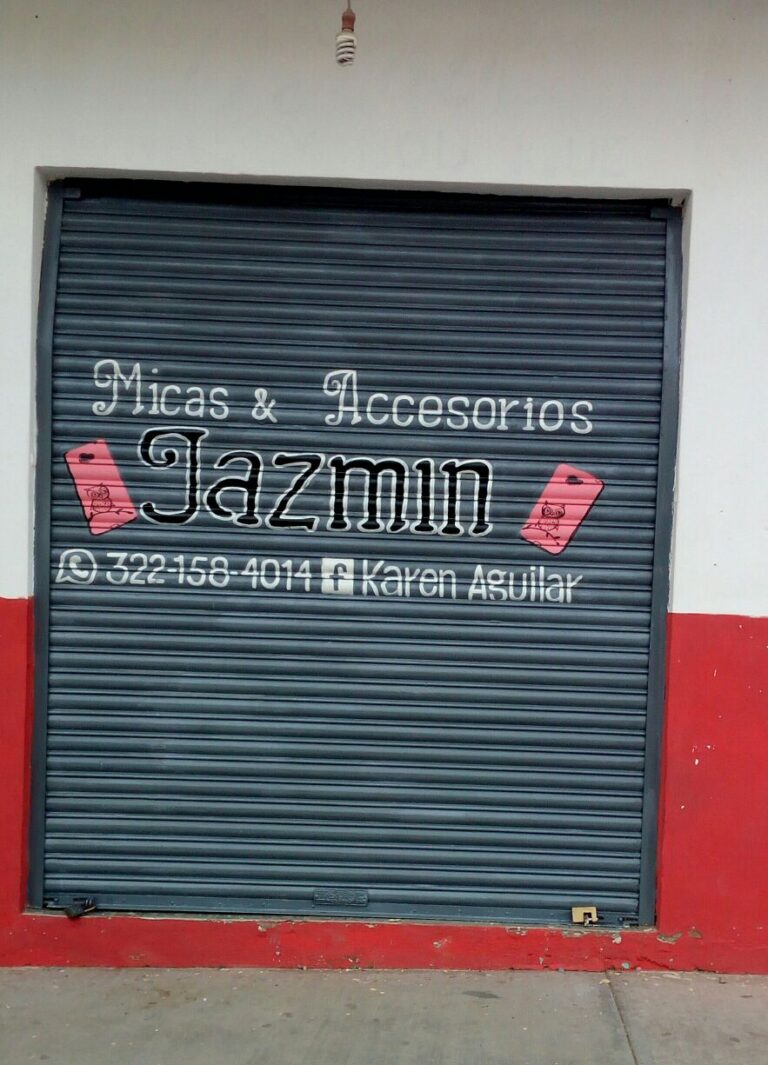 Micas & Accesorios
Jazmin
322-158-4014 f Karen Aguilar